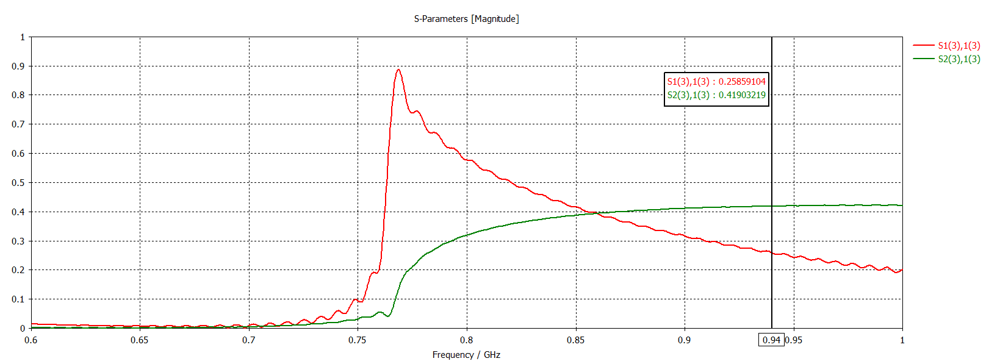 S-Parameters [Magnitude]
1
0.9
0.8
0.7
0.6
0.5
0.4
0.3
0.2
0.1
0
S1(3),1(3) : 0.25859104
S2(3),1(3) : 0.41903219
S1(3),1(3)
S2(3),1(3)
0.6 0.65 0.7 0.75 0.8 0.85 0.9 0.94 0.95 1
Frequency / GHz